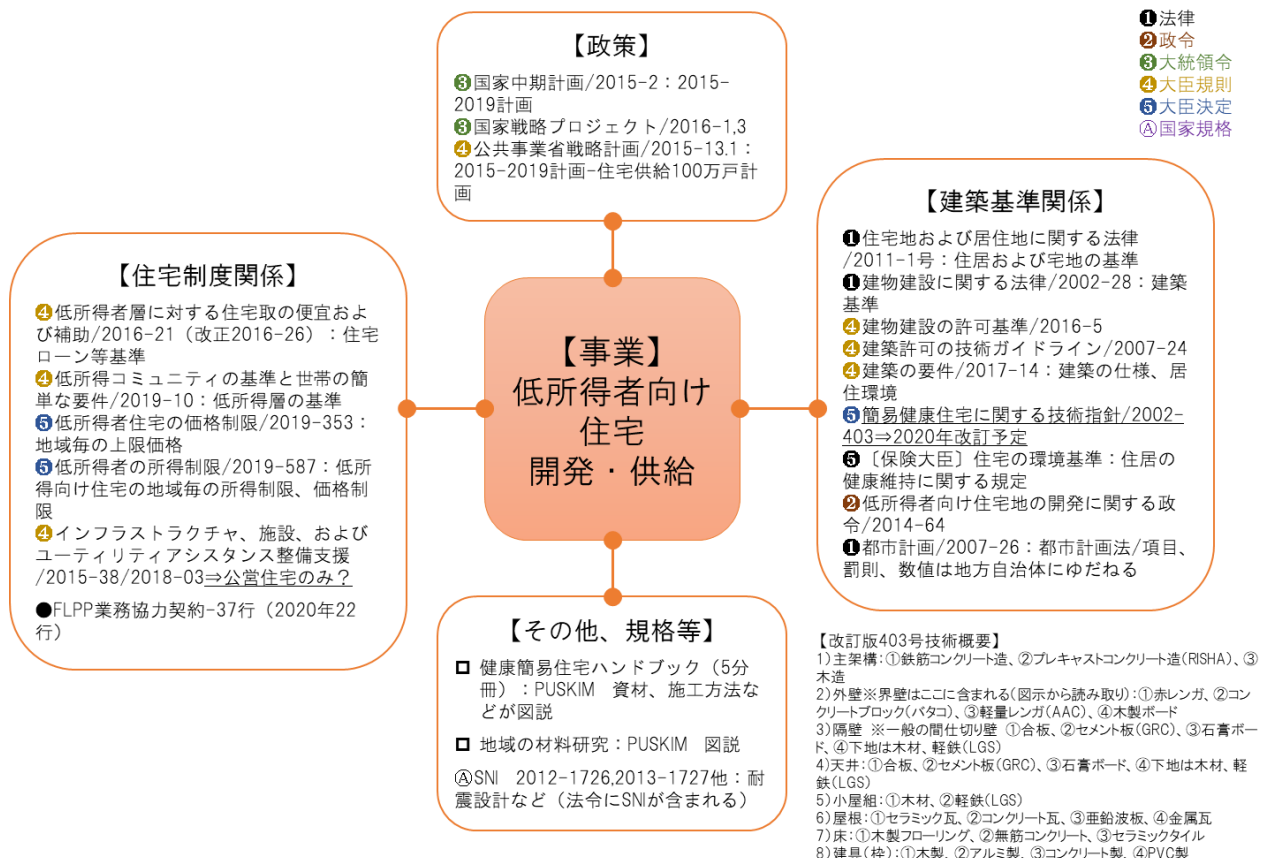 ❶法律
❷政令
❸大統領令
❹大臣規則
❺大臣決定
Ⓐ国家規格
【政策】
❸国家中期計画/2015-2：2015-
2019計画
❸国家戦略プロジェクト/2016-1,3
❹公共事業省戦略計画/2015-13.1：
2015-2019計画-住宅供給100万戸計
画
【住宅制度関係】
❹低所得者層に対する住宅取の便宜およ
び補助/2016-21（改正2016-26）：住宅
ローン等基準
❹低所得コミュニティの基準と世帯の簡
単な要件/2019-10：低所得層の基準
❺低所得者住宅の価格制限/2019-353：
地域毎の上限価格
❺低所得者の所得制限/2019-587：低所
得向け住宅の地域毎の所得制限、価格制
限
❹インフラストラクチャ、施設、および
ユーティリティアシスタンス整備支援
/2015-38/2018-03⇒公営住宅のみ？
●FLPP業務協力契約-37行（2020年22
行）
【事業】
低所得者向け
住宅
開発・供給
【建築基準関係】
❶住宅地および居住地に関する法律
/2011-1号：住居および宅地の基準
❶建物建設に関する法律/2002-28：建築
基準
❹建物建設の許可基準/2016-5
❹建築許可の技術ガイドライン/2007-24
❹建築の要件/2017-14：建築の仕様、居
住環境
❺簡易健康住宅に関する技術指針/2002-
403⇒2020年改訂予定
❺〔保険大臣〕住宅の環境基準：住居の
健康維持に関する規定
❷低所得者向け住宅地の開発に関する政
令/2014-64
❶都市計画/2007-26：都市計画法/項目、
罰則、数値は地方自治体にゆだねる
【その他、規格等】
健康簡易住宅ハンドブック（5分
冊）：PUSKIM　資材、施工方法な
どが図説
地域の材料研究：PUSKIM　図説
ⒶSNI　2012-1726,2013-1727他：耐
震設計など（法令にSNIが含まれる）
【改訂版403号技術概要】
1)主架構：①鉄筋コンクリート造、②プレキャストコンクリート造(RISHA)、③
木造
2)外壁※界壁はここに含まれる(図示から読み取り)：①赤レンガ、②コン
クリートブロック(バタコ)、③軽量レンガ(AAC)、④木製ボード
3)隔壁 ※一般の間仕切り壁 ①合板、②セメント板(GRC)、③石膏ボー
ド、④下地は木材、軽鉄(LGS)
4)天井：①合板、②セメント板(GRC)、③石膏ボード、④下地は木材、軽
鉄(LGS)
5)小屋組：①木材、②軽鉄(LGS)
6)屋根：①セラミック瓦、②コンクリート瓦、③亜鉛波板、④金属瓦
7)床：①木製フローリング、②無筋コンクリート、③セラミックタイル
8)建具(枠)：①木製、②アルミ製、③コンクリート製、④PVC製